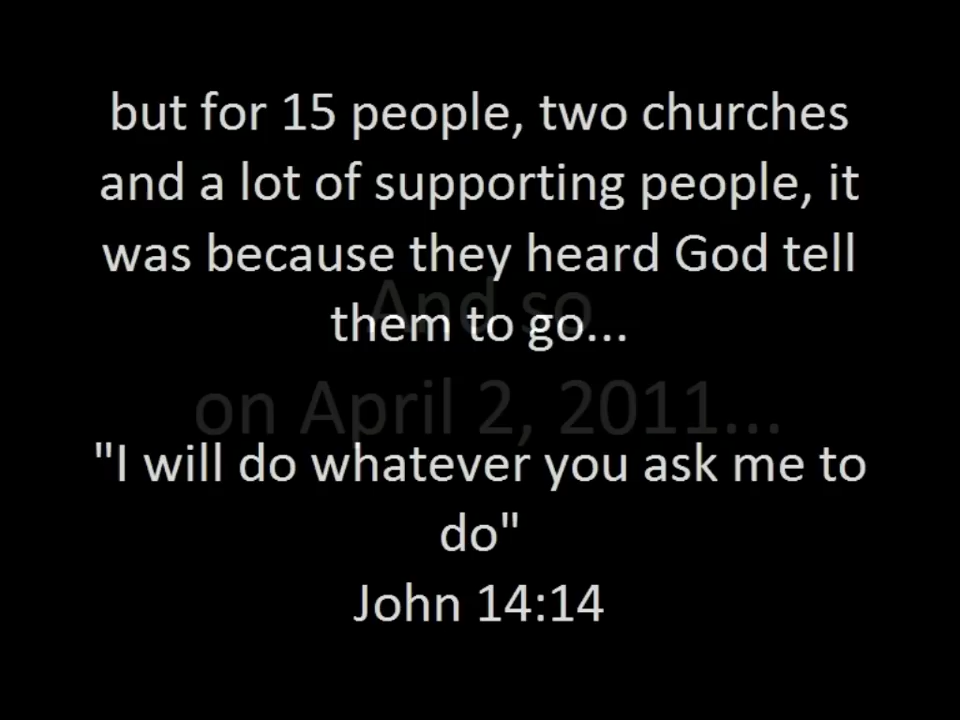 but for 15 people, two churches
and a lot of supporting people, it
was because they heard God tell
And so
them to go...
on April 2, 2011...
"I will do whatever you ask me to
do"
John 14:14